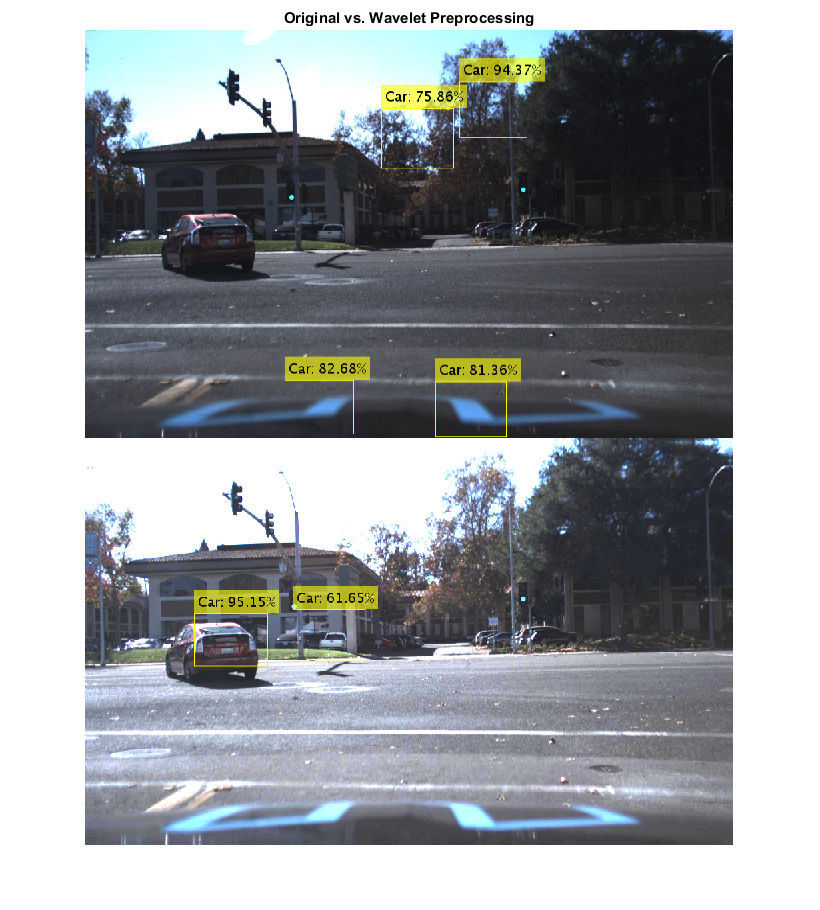 Original vs. Wavelet Preprocessing
Car: 94.37%
Car: 75.86%
Car: 82.68%
Car: 81.36%
Car: 95.15%
Car: 61.65%